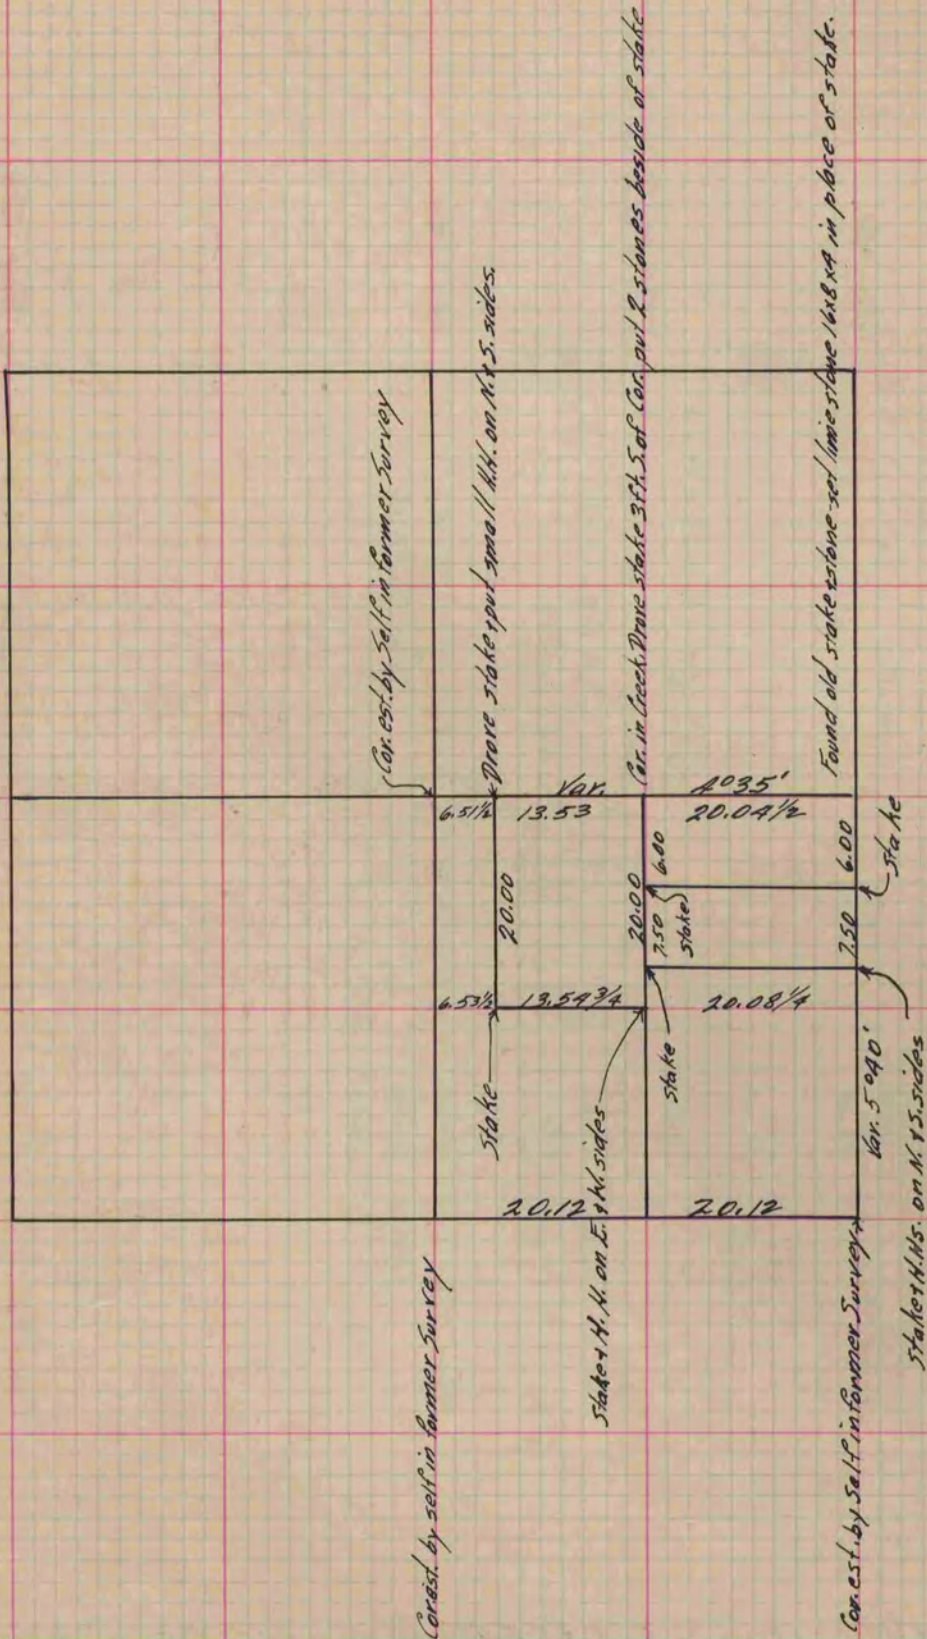 Cor. est. by Self in former Survey
Drove stake & put small H.H. on N. & S. sides.
Cor. in Creek. Drove stake 3 ft. S. of Cor. put 2 stones beside of stake
Found old stake & stone - set limestone 16x8x4 in place of stake.
6.51½
13.53
Var.
4°35'
20.04½
20.00
20.00
6.00
7.50
stake
6.00
7.50
stake
6.53½
13.54¾
20.08¼
stake
stake
Stake & H.H. on E. & W. sides
20.12
20.12
Var. 5°40'
Stake & H.Hs. on N. & S. sides
Cor. est. by self in former Survey
Cor. est. by Self in former Survey